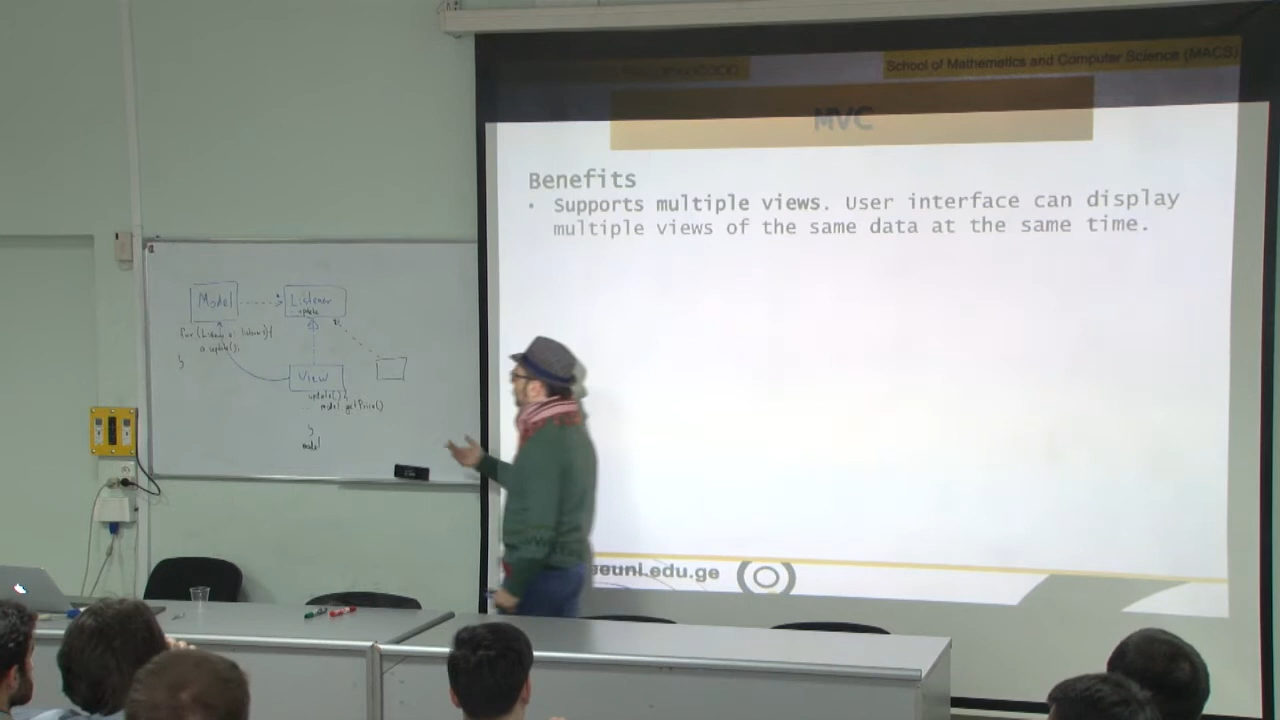 School of Mathematics and Computer Science (MACS)
MVC
Benefits
• Supports multiple views. User interface can display
multiple views of the same data at the same time.
Model
Listener
update
a.update();
}
View
update() {
model.getPrice()
}
model
.edu.ge